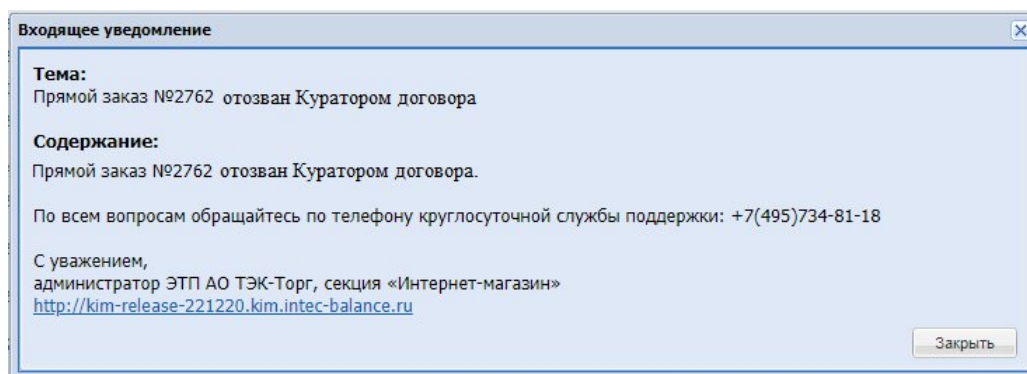 Входящее уведомление
Тема:
Прямой заказ №2762 отозван Куратором договора
Содержание:
Прямой заказ №2762 отозван Куратором договора.
По всем вопросам обращайтесь по телефону круглосуточной службы поддержки: +7(495)734-81-18
С уважением,
администратор ЭТП АО ТЭК-Торг, секция «Интернет-магазин»
http://kim-release-221220.kim.intec-balance.ru
Закрыть